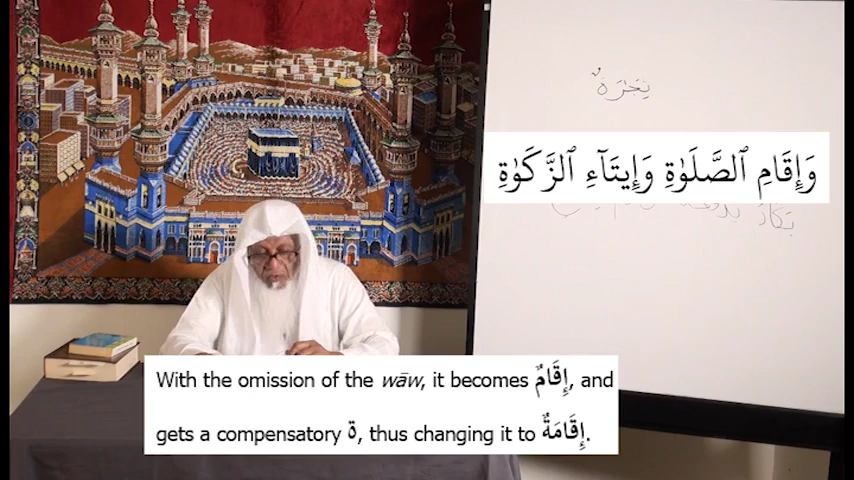 تِجَٰرَةٌ
وَإِقَامِ ٱلصَّلَوٰةِ وَإِيتَآءِ ٱلزَّكَوٰةِ
With the omission of the wāw, it becomes إِقَامٌ, and
gets a compensatory ة, thus changing it to إِقَامَةٌ.